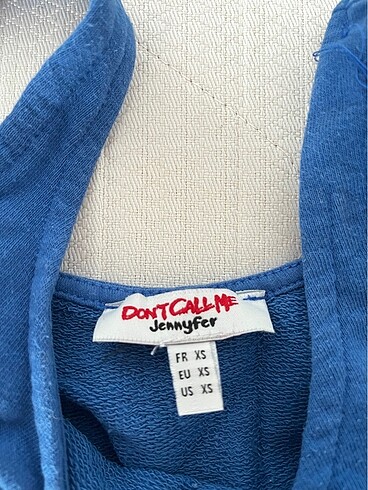 DON'T CALL ME
Jennyfer
FR XS
EU XS
US XS